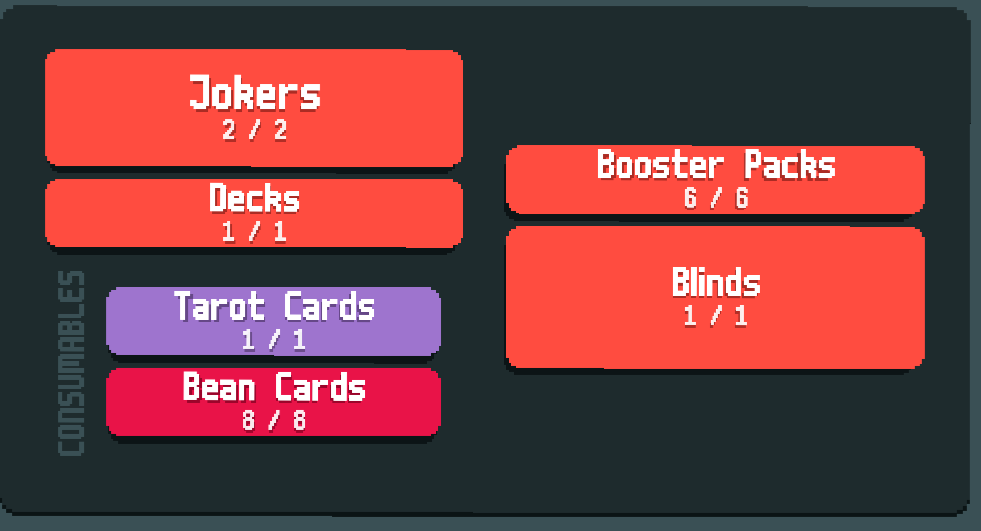 Jokers
2 / 2
Decks
1 / 1
CONSUMABLES
Tarot Cards
1 / 1
Bean Cards
8 / 8
Booster Packs
6 / 6
Blinds
1 / 1